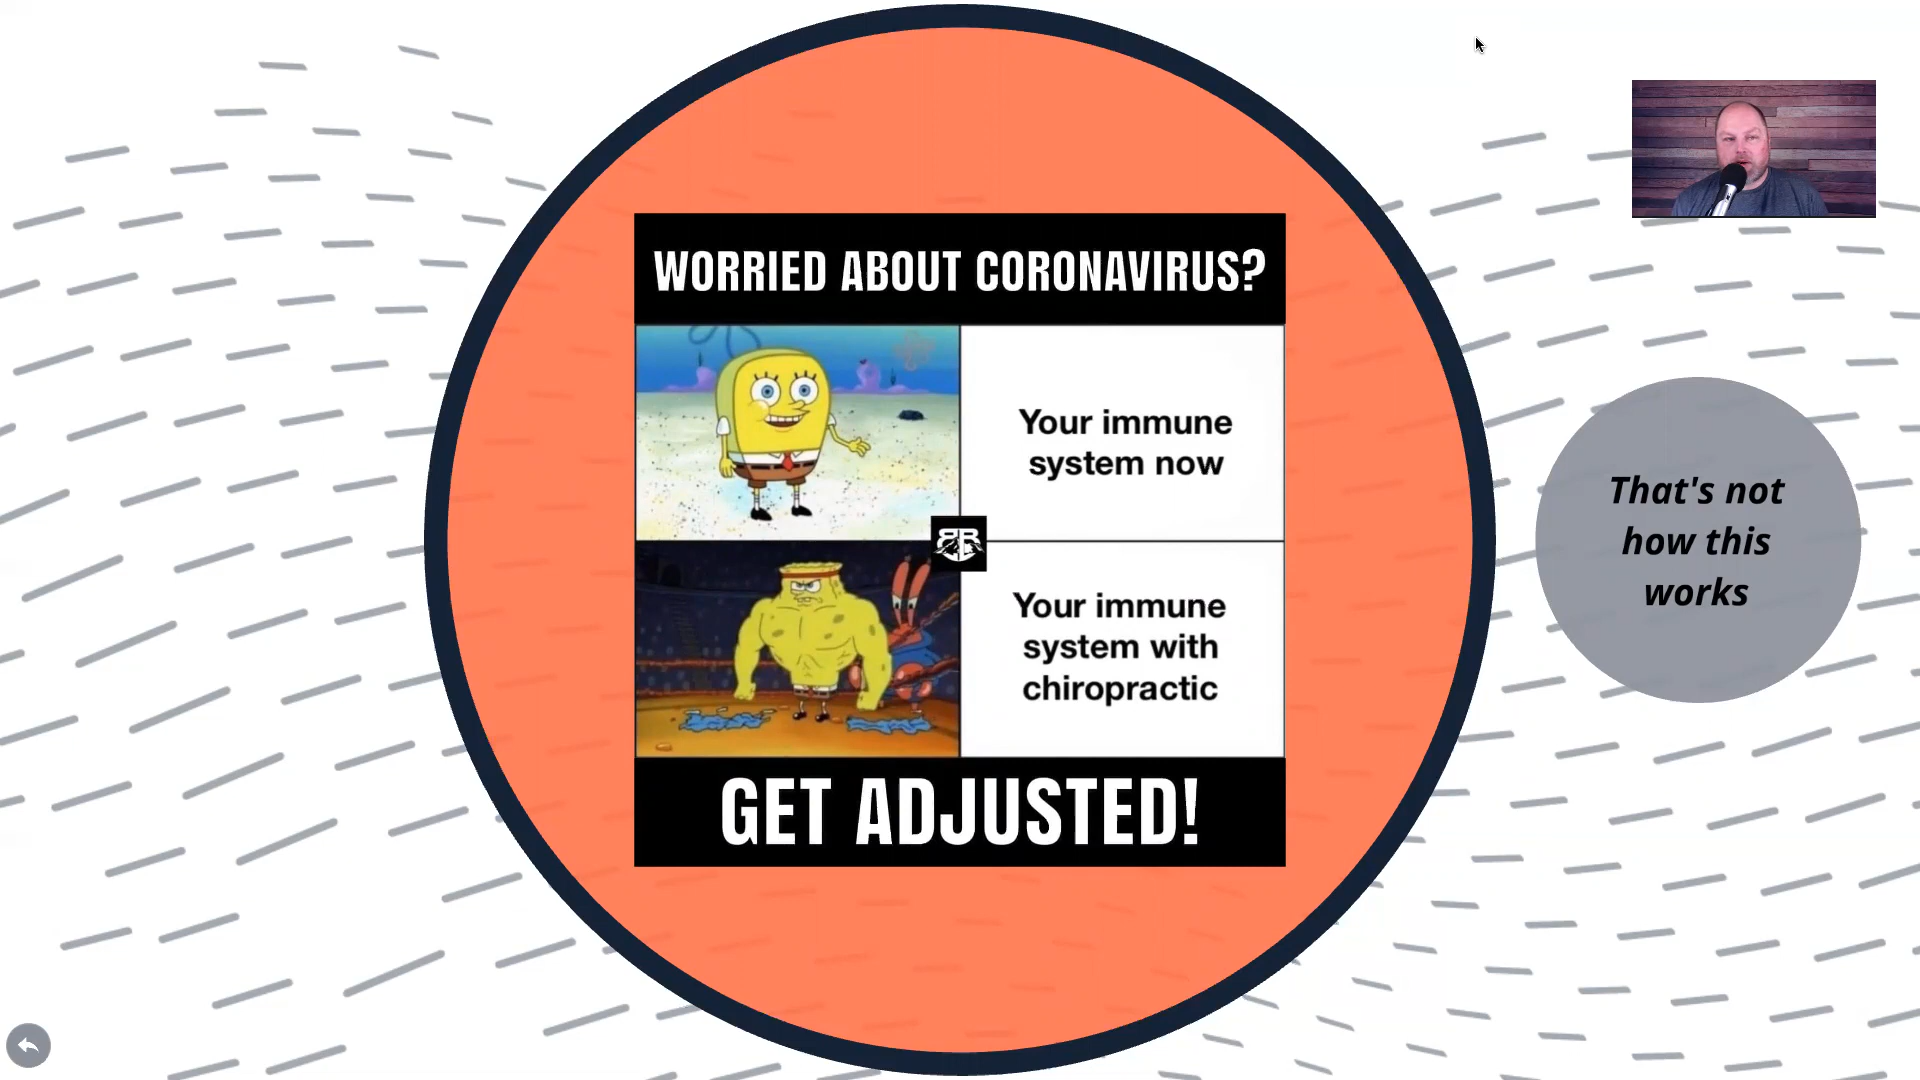 WORRIED ABOUT CORONAVIRUS?
Your immune
system now
Your immune
system with
chiropractic
GET ADJUSTED!
That's not
how this
works